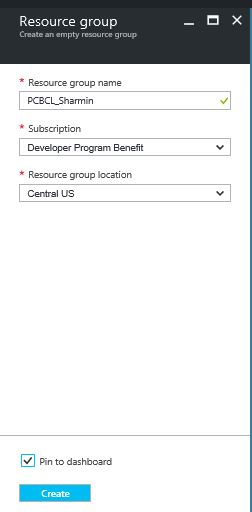 Resource group
Create an empty resource group
* Resource group name
PCBCL_Sharmin
* Subscription
Developer Program Benefit
* Resource group location
Central US
Pin to dashboard
Create